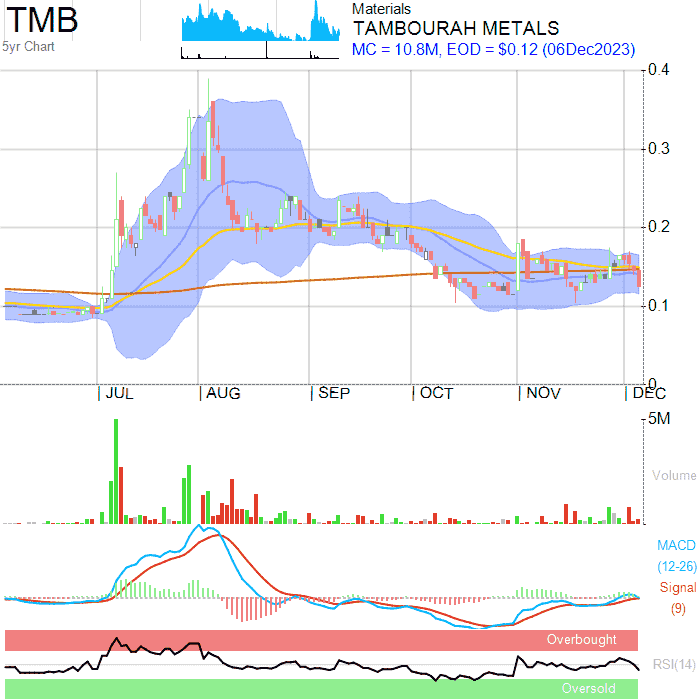 TMB
5yr Chart
Materials
TAMBOURAH METALS
MC = 10.8M, EOD = $0.12 (06Dec2023)
0.4
0.3
0.2
0.1
0
JUL AUG SEP OCT NOV DEC
5M
Volume
MACD
(12-26)
Signal
(9)
Overbought
RSI(14)
Oversold